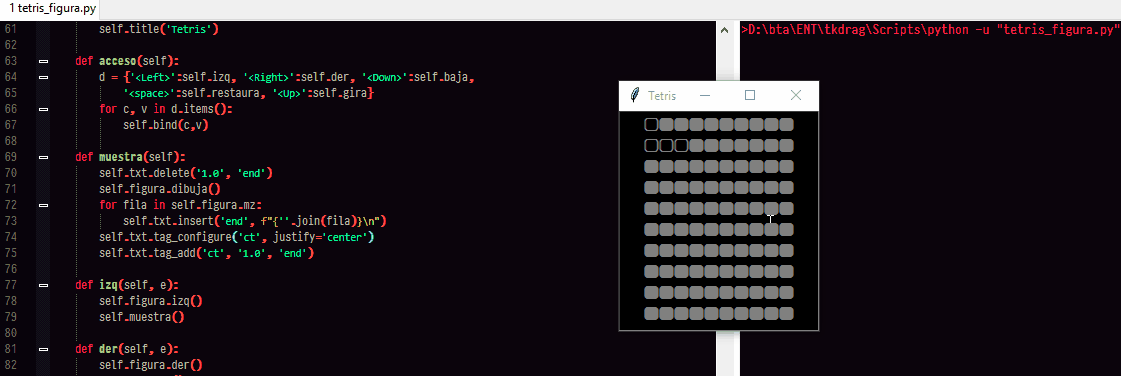 1 tetris_figura.py
61 self.title('Tetris')
62
63 def acceso(self):
64 d = {'<Left>':self.izq, '<Right>':self.der, '<Down>':self.baja,
65 '<space>':self.restaura, '<Up>':self.gira}
66 for c, v in d.items():
67 self.bind(c,v)
68
69 def muestra(self):
70 self.txt.delete('1.0', 'end')
71 self.figura.dibuja()
72 for fila in self.figura.mz:
73 self.txt.insert('end', f"{''.join(fila)}\n")
74 self.txt.tag_configure('ct', justify='center')
75 self.txt.tag_add('ct', '1.0', 'end')
76
77 def izq(self, e):
78 self.figura.izq()
79 self.muestra()
80
81 def der(self, e):
82 self.figura.der()
>D:\bta\ENT\tkdrag\Scripts\python -u "tetris_figura.py"
Tetris